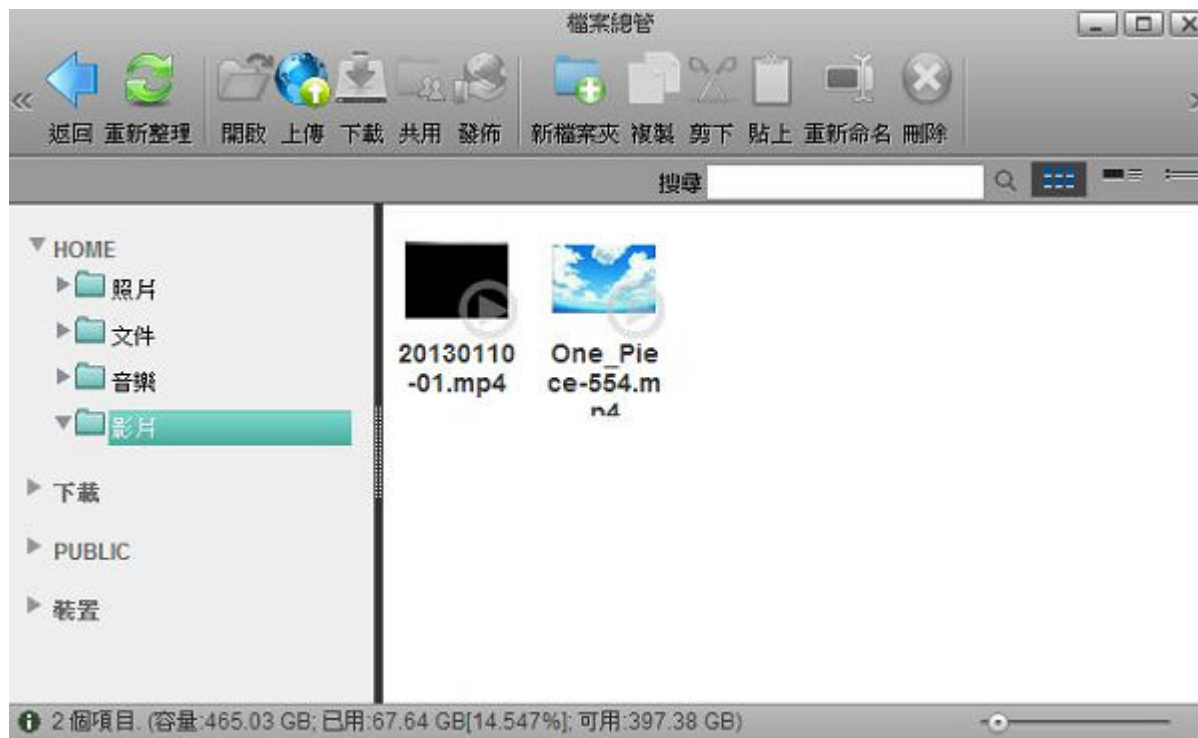 檔案總管
返回 重新整理 開啟 上傳 下載 共用 發佈 新檔案夾 複製 剪下 貼上 重新命名 刪除
搜尋
HOME
照片
文件
音樂
影片
下載
PUBLIC
裝置
20130110
-01.mp4
One_Pie
ce-554.m
p4
2 個項目. (容量:465.03 GB; 已用:67.64 GB[14.547%]; 可用:397.38 GB)